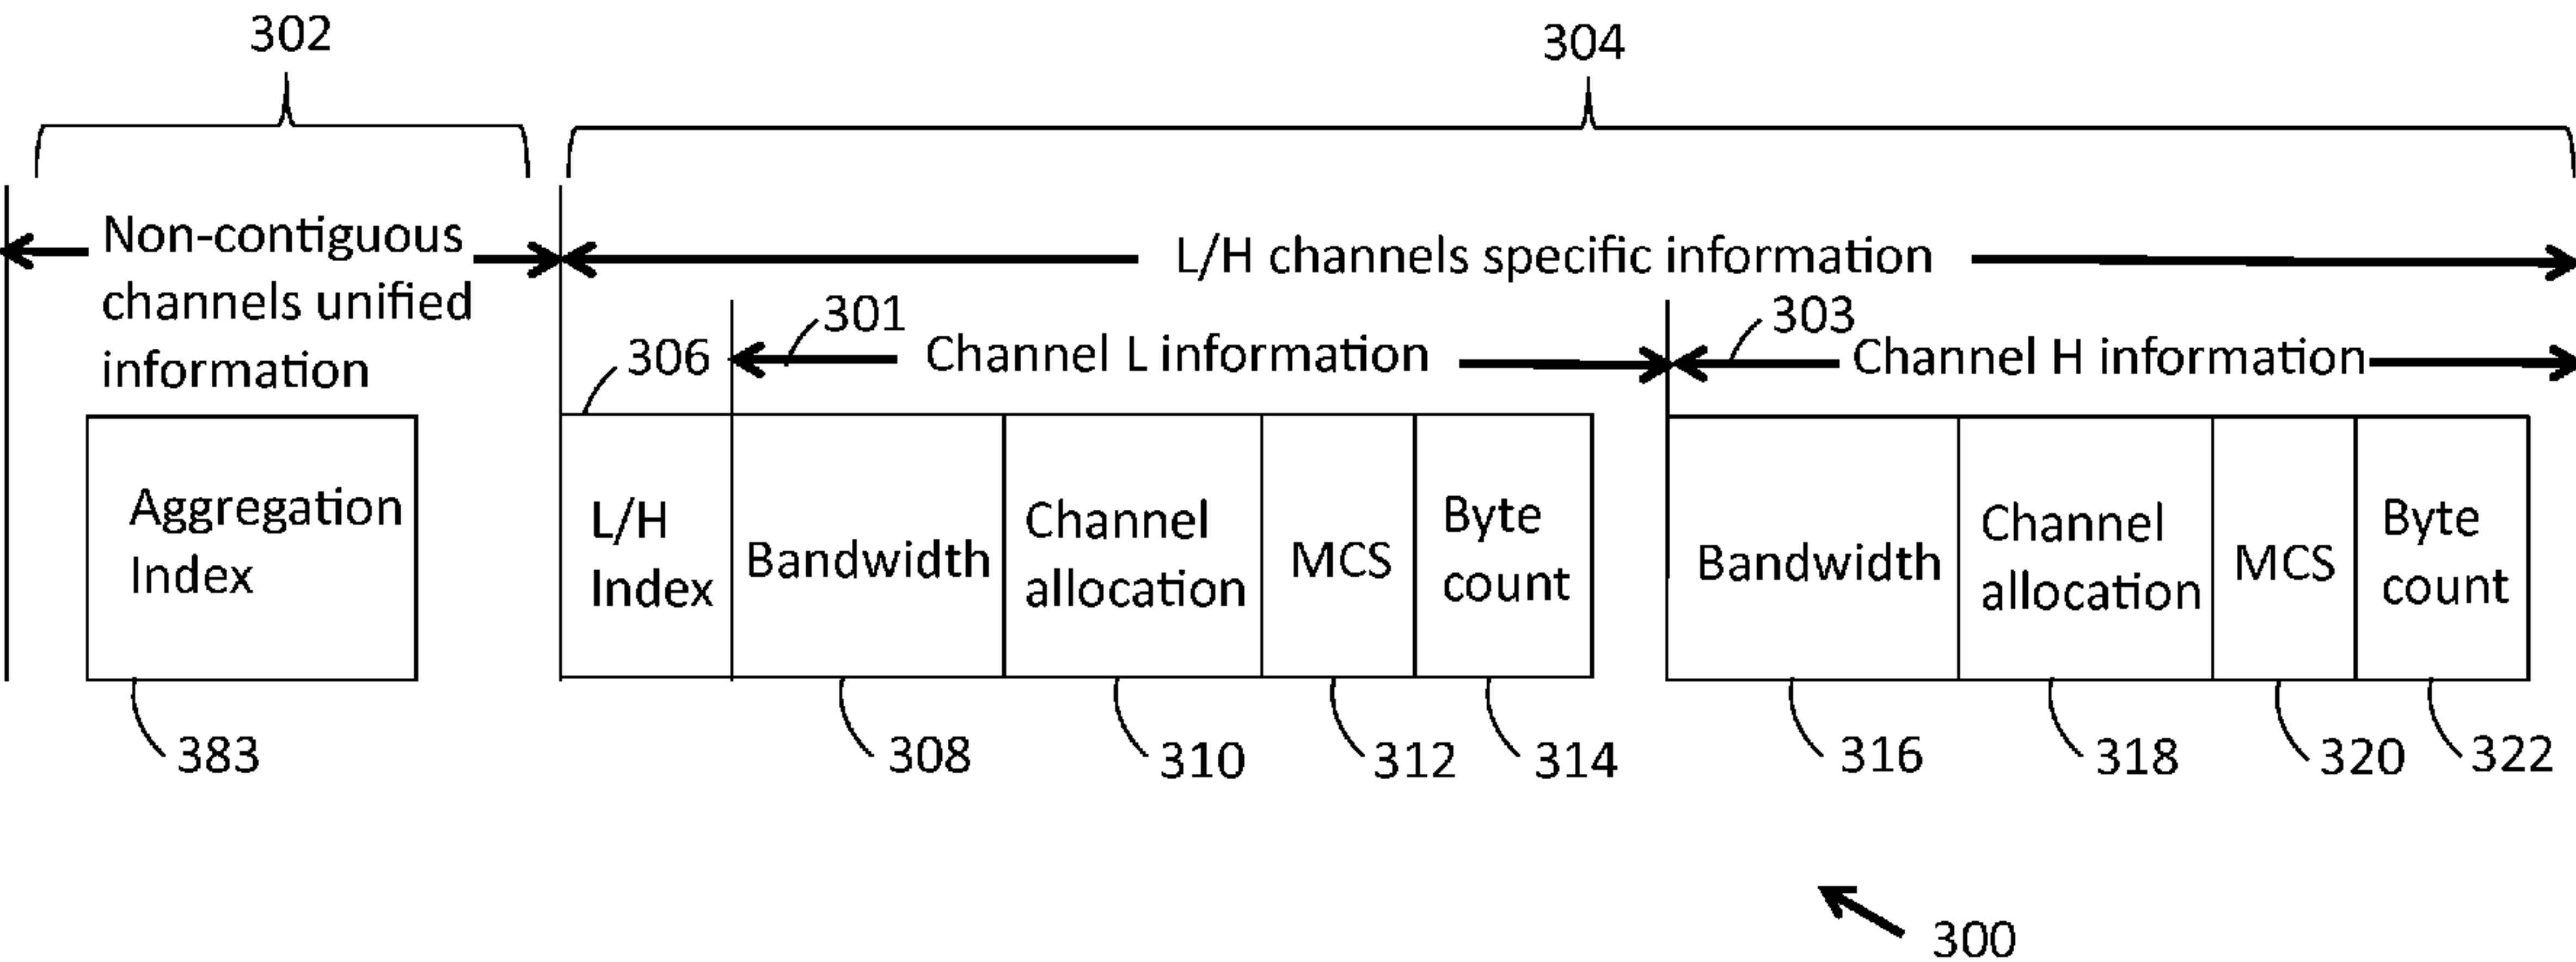 302
304
Non-contiguous
channels unified
information
L/H channels specific information
301
303
306
Channel L information
Channel H information
Aggregation
Index
L/H
Index
Bandwidth
Channel
allocation
MCS
Byte
count
Bandwidth
Channel
allocation
MCS
Byte
count
383
308
310
312
314
316
318
320
322
300